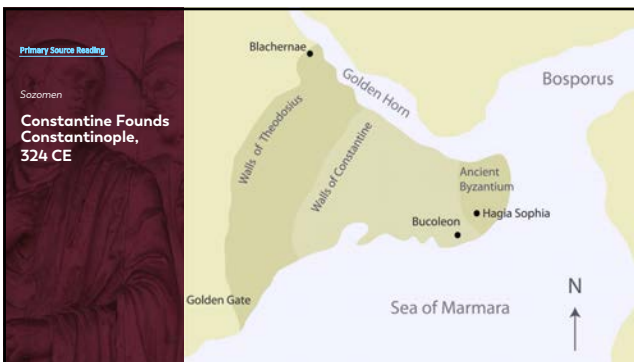 Primary Source Reading
Sozomen
Constantine Founds
Constantinople,
324 CE
Blachernae
Golden Horn
Bosporus
Walls of Theodosius
Walls of Constantine
Ancient
Byzantium
Hagia Sophia
Bucoleon
Golden Gate
Sea of Marmara
N